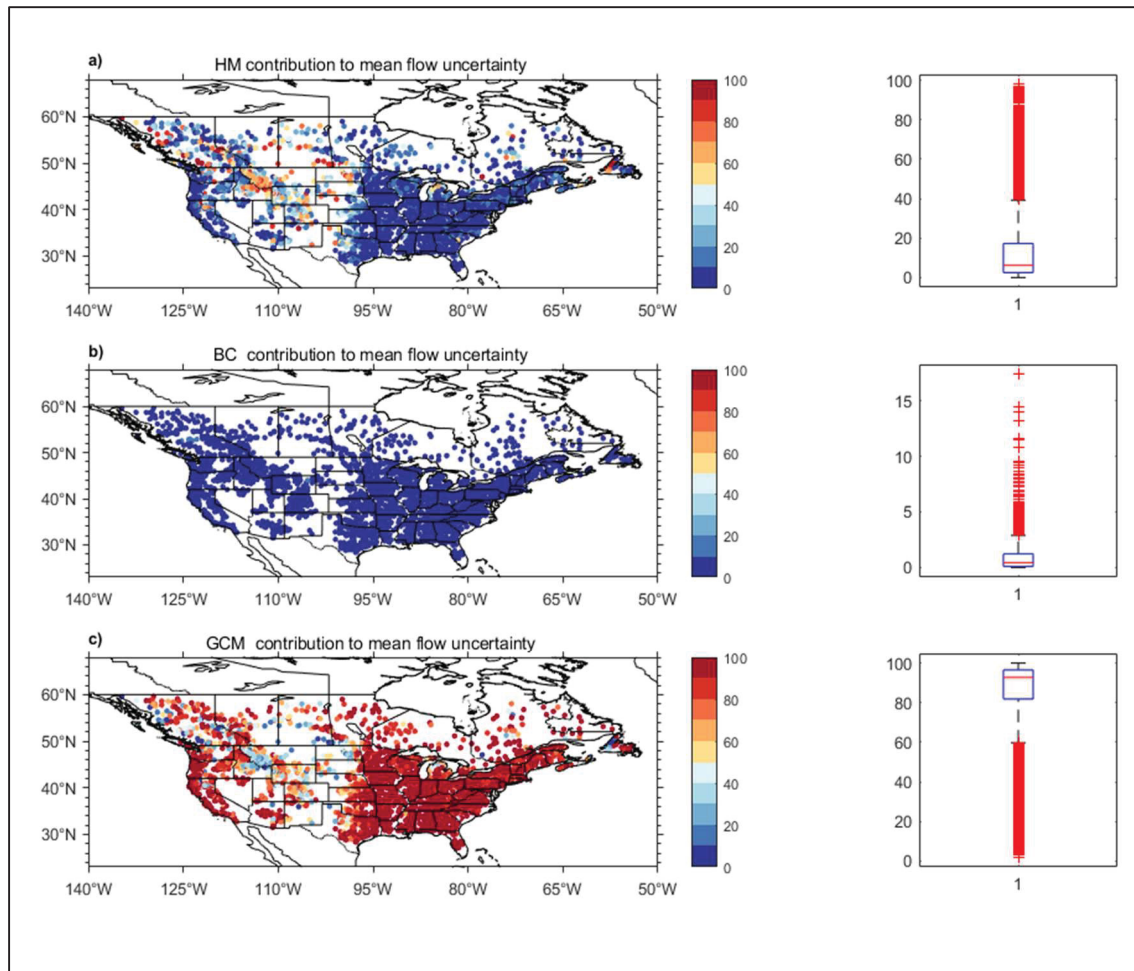 a)
HM contribution to mean flow uncertainty
60°N
50°N
40°N
30°N
140°W 125°W 110°W 95°W 80°W 65°W 50°W
100
80
60
40
20
0
100
80
60
40
20
0
1
b)
BC contribution to mean flow uncertainty
60°N
50°N
40°N
30°N
140°W 125°W 110°W 95°W 80°W 65°W 50°W
100
80
60
40
20
0
15
10
5
0
1
c)
GCM contribution to mean flow uncertainty
60°N
50°N
40°N
30°N
140°W 125°W 110°W 95°W 80°W 65°W 50°W
100
80
60
40
20
0
100
80
60
40
20
0
1